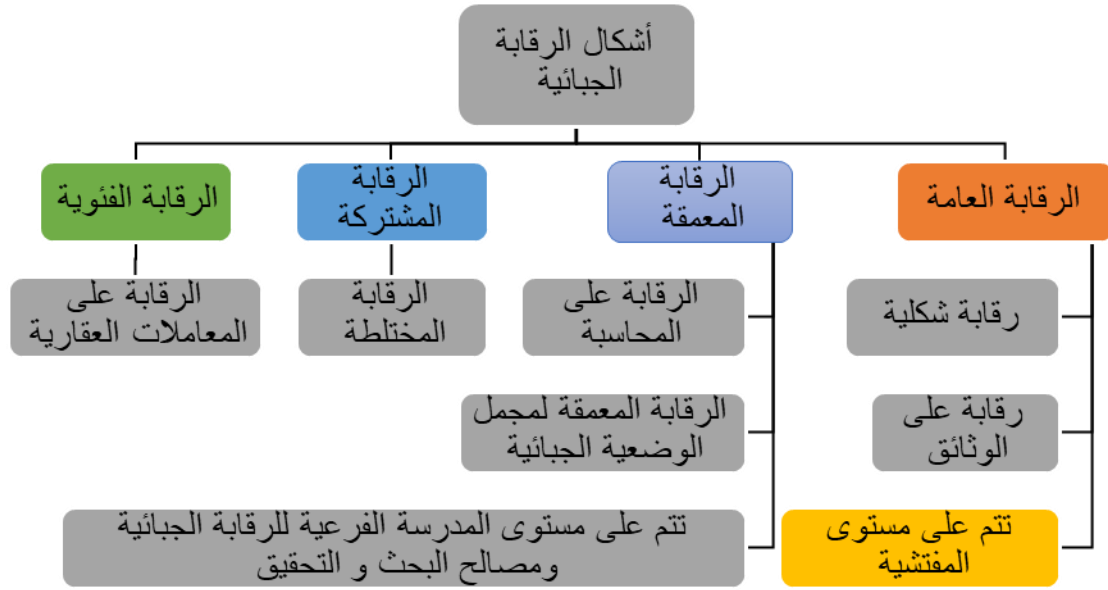 أشكال الرقابة
الجبائية
الرقابة العامة
رقابة شكلية
رقابة على
الوثائق
تتم على مستوى
المفتشية
الرقابة
المعمقة
الرقابة على
المحاسبة
الرقابة المعمقة لمجمل
الوضعية الجبائية
تتم على مستوى المدرسة الفرعية للرقابة الجبائية
ومصالح البحث و التحقيق
الرقابة
المشتركة
الرقابة
المختلطة
الرقابة الفئوية
الرقابة على
المعاملات العقارية